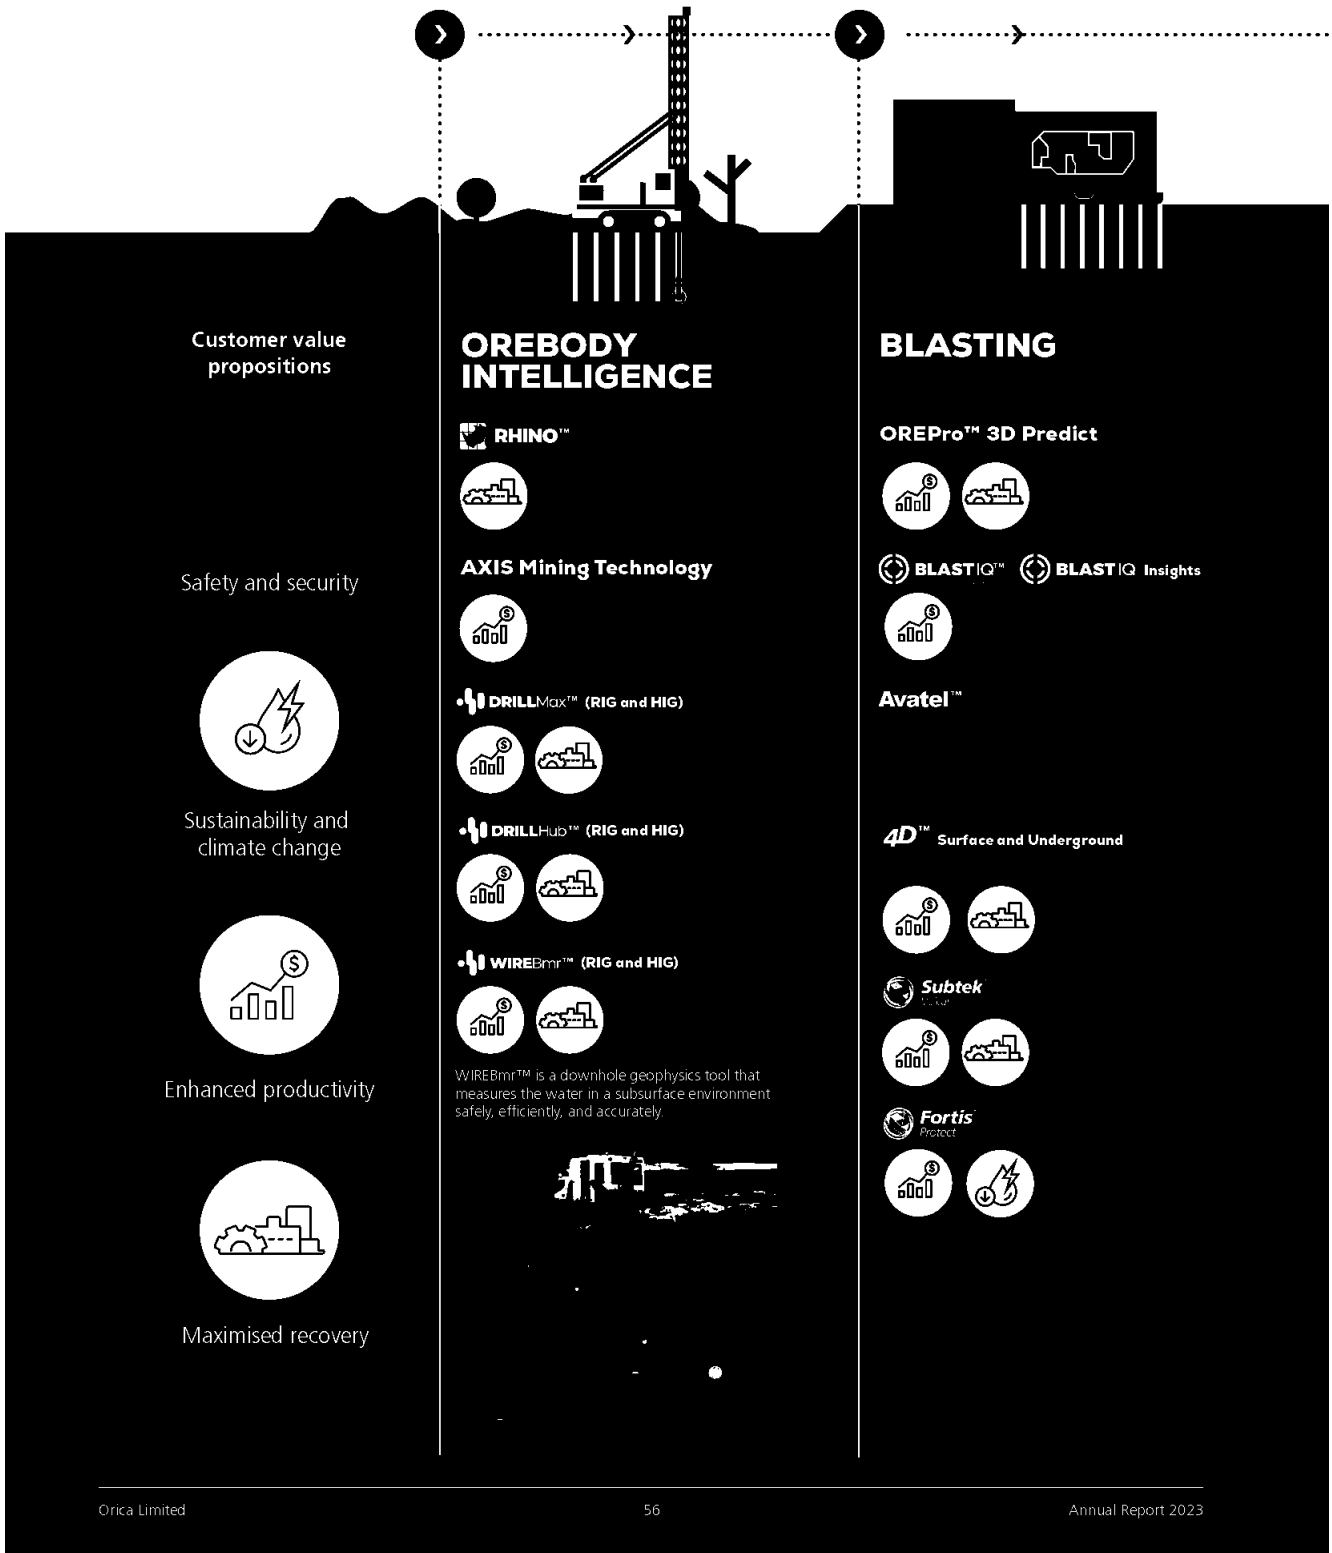 Customer value
propositions
Safety and security
Sustainability and
climate change
Enhanced productivity
Maximised recovery
OREBODY
INTELLIGENCE
RHINO™
AXIS Mining Technology
DRILLMax™ (RIG and HIG)
DRILLHub™ (RIG and HIG)
WIREBmr™ (RIG and HIG)
WIREBmr™ is a downhole geophysics tool that
measures the water in a subsurface environment
safely, efficiently, and accurately.
BLASTING
OREPro™ 3D Predict
BLASTIQ™ BLASTIQ Insights
Avatel™
4D™ Surface and Underground
Subtek
Fortis
Protect
Orica Limited 56 Annual Report 2023